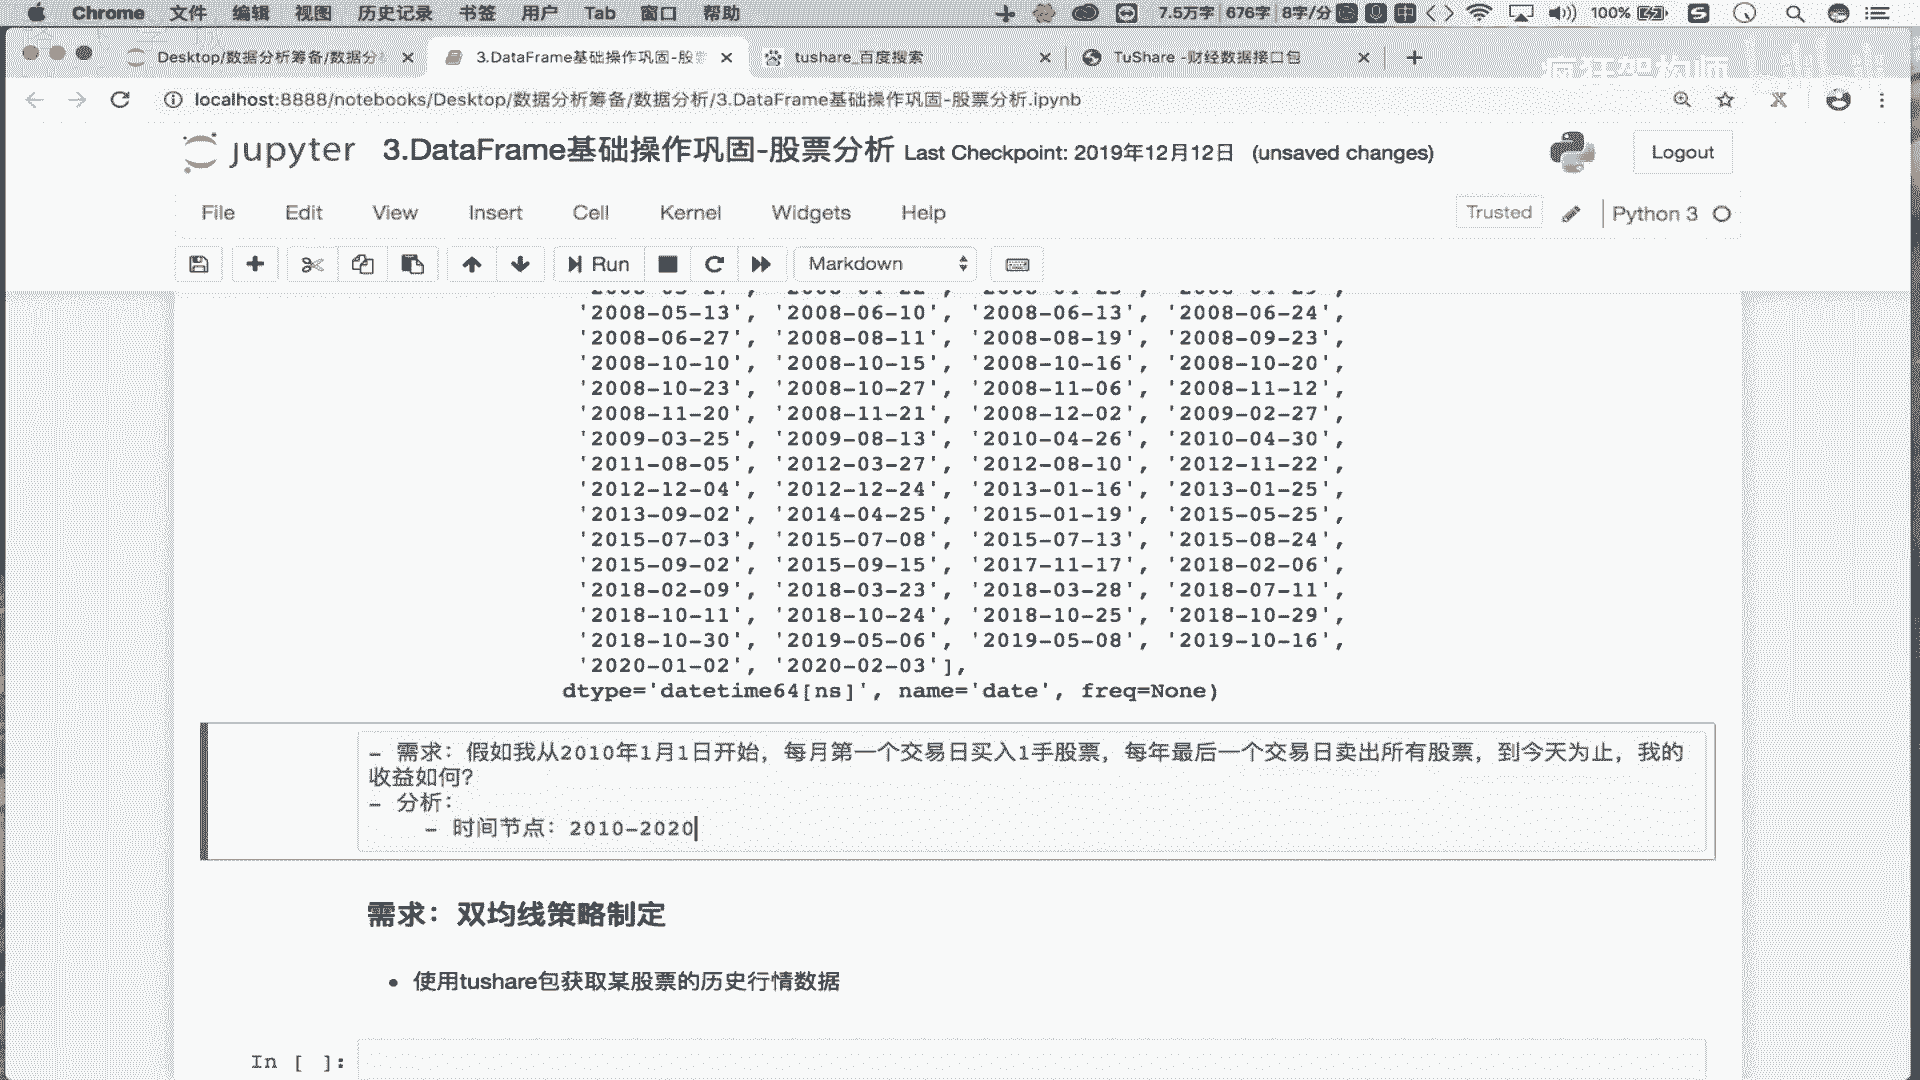 Chrome 文件 编辑 视图 历史记录 书签 用户 Tab 窗口 帮助 7.5万字 676字 8字/分 中 100%
Desktop/数据分析筹备/数据分 3.DataFrame基础操作巩固-股 tushare_百度搜索 TuShare -财经数据接口包
疯狂架构师
localhost:8888/notebooks/Desktop/数据分析筹备/数据分析/3.DataFrame基础操作巩固-股票分析.ipynb
jupyter 3.DataFrame基础操作巩固-股票分析 Last Checkpoint: 2019年12月12日 (unsaved changes) Logout
File Edit View Insert Cell Kernel Widgets Help Trusted Python 3
Run Markdown
'2008-05-13', '2008-06-10', '2008-06-13', '2008-06-24',
'2008-06-27', '2008-08-11', '2008-08-19', '2008-09-23',
'2008-10-10', '2008-10-15', '2008-10-16', '2008-10-20',
'2008-10-23', '2008-10-27', '2008-11-06', '2008-11-12',
'2008-11-20', '2008-11-21', '2008-12-02', '2009-02-27',
'2009-03-25', '2009-08-13', '2010-04-26', '2010-04-30',
'2011-08-05', '2012-03-27', '2012-08-10', '2012-11-22',
'2012-12-04', '2012-12-24', '2013-01-16', '2013-01-25',
'2013-09-02', '2014-04-25', '2015-01-19', '2015-05-25',
'2015-07-03', '2015-07-08', '2015-07-13', '2015-08-24',
'2015-09-02', '2015-09-15', '2017-11-17', '2018-02-06',
'2018-02-09', '2018-03-23', '2018-03-28', '2018-07-11',
'2018-10-11', '2018-10-24', '2018-10-25', '2018-10-29',
'2018-10-30', '2019-05-06', '2019-05-08', '2019-10-16',
'2020-01-02', '2020-02-03'],
dtype='datetime64[ns]', name='date', freq=None)
- 需求：假如我从2010年1月1日开始，每月第一个交易日买入1手股票，每年最后一个交易日卖出所有股票，到今天为止，我的
收益如何?
- 分析：
- 时间节点：2010-2020
需求：双均线策略制定
• 使用tushare包获取某股票的历史行情数据
In [ ]: